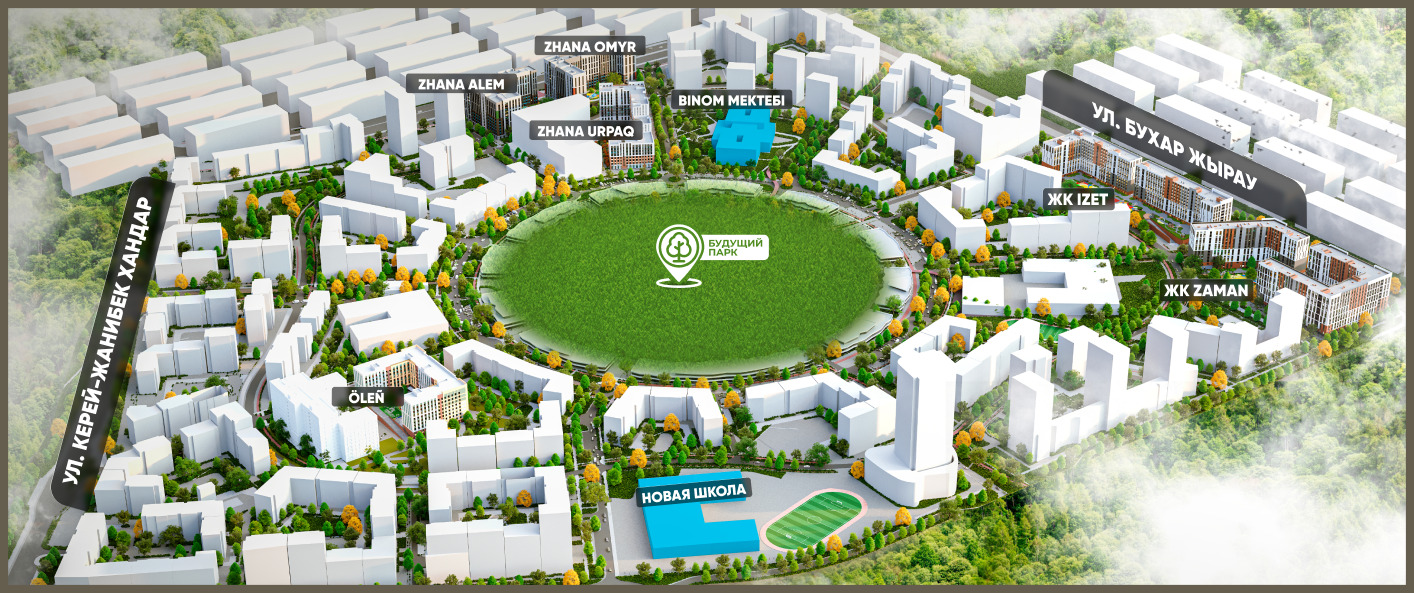 ZHANA OMYR
ZHANA ALEM
BINOM MEKTEBI
ZHANA URPAQ
УЛ. БУХАР ЖЫРАУ
ЖК IZET
УЛ. КЕРЕЙ-ЖАНИБЕК ХАНДАР
БУДУЩИЙ
ПАРК
ЖК ZAMAN
ÖLEÑ
НОВАЯ ШКОЛА